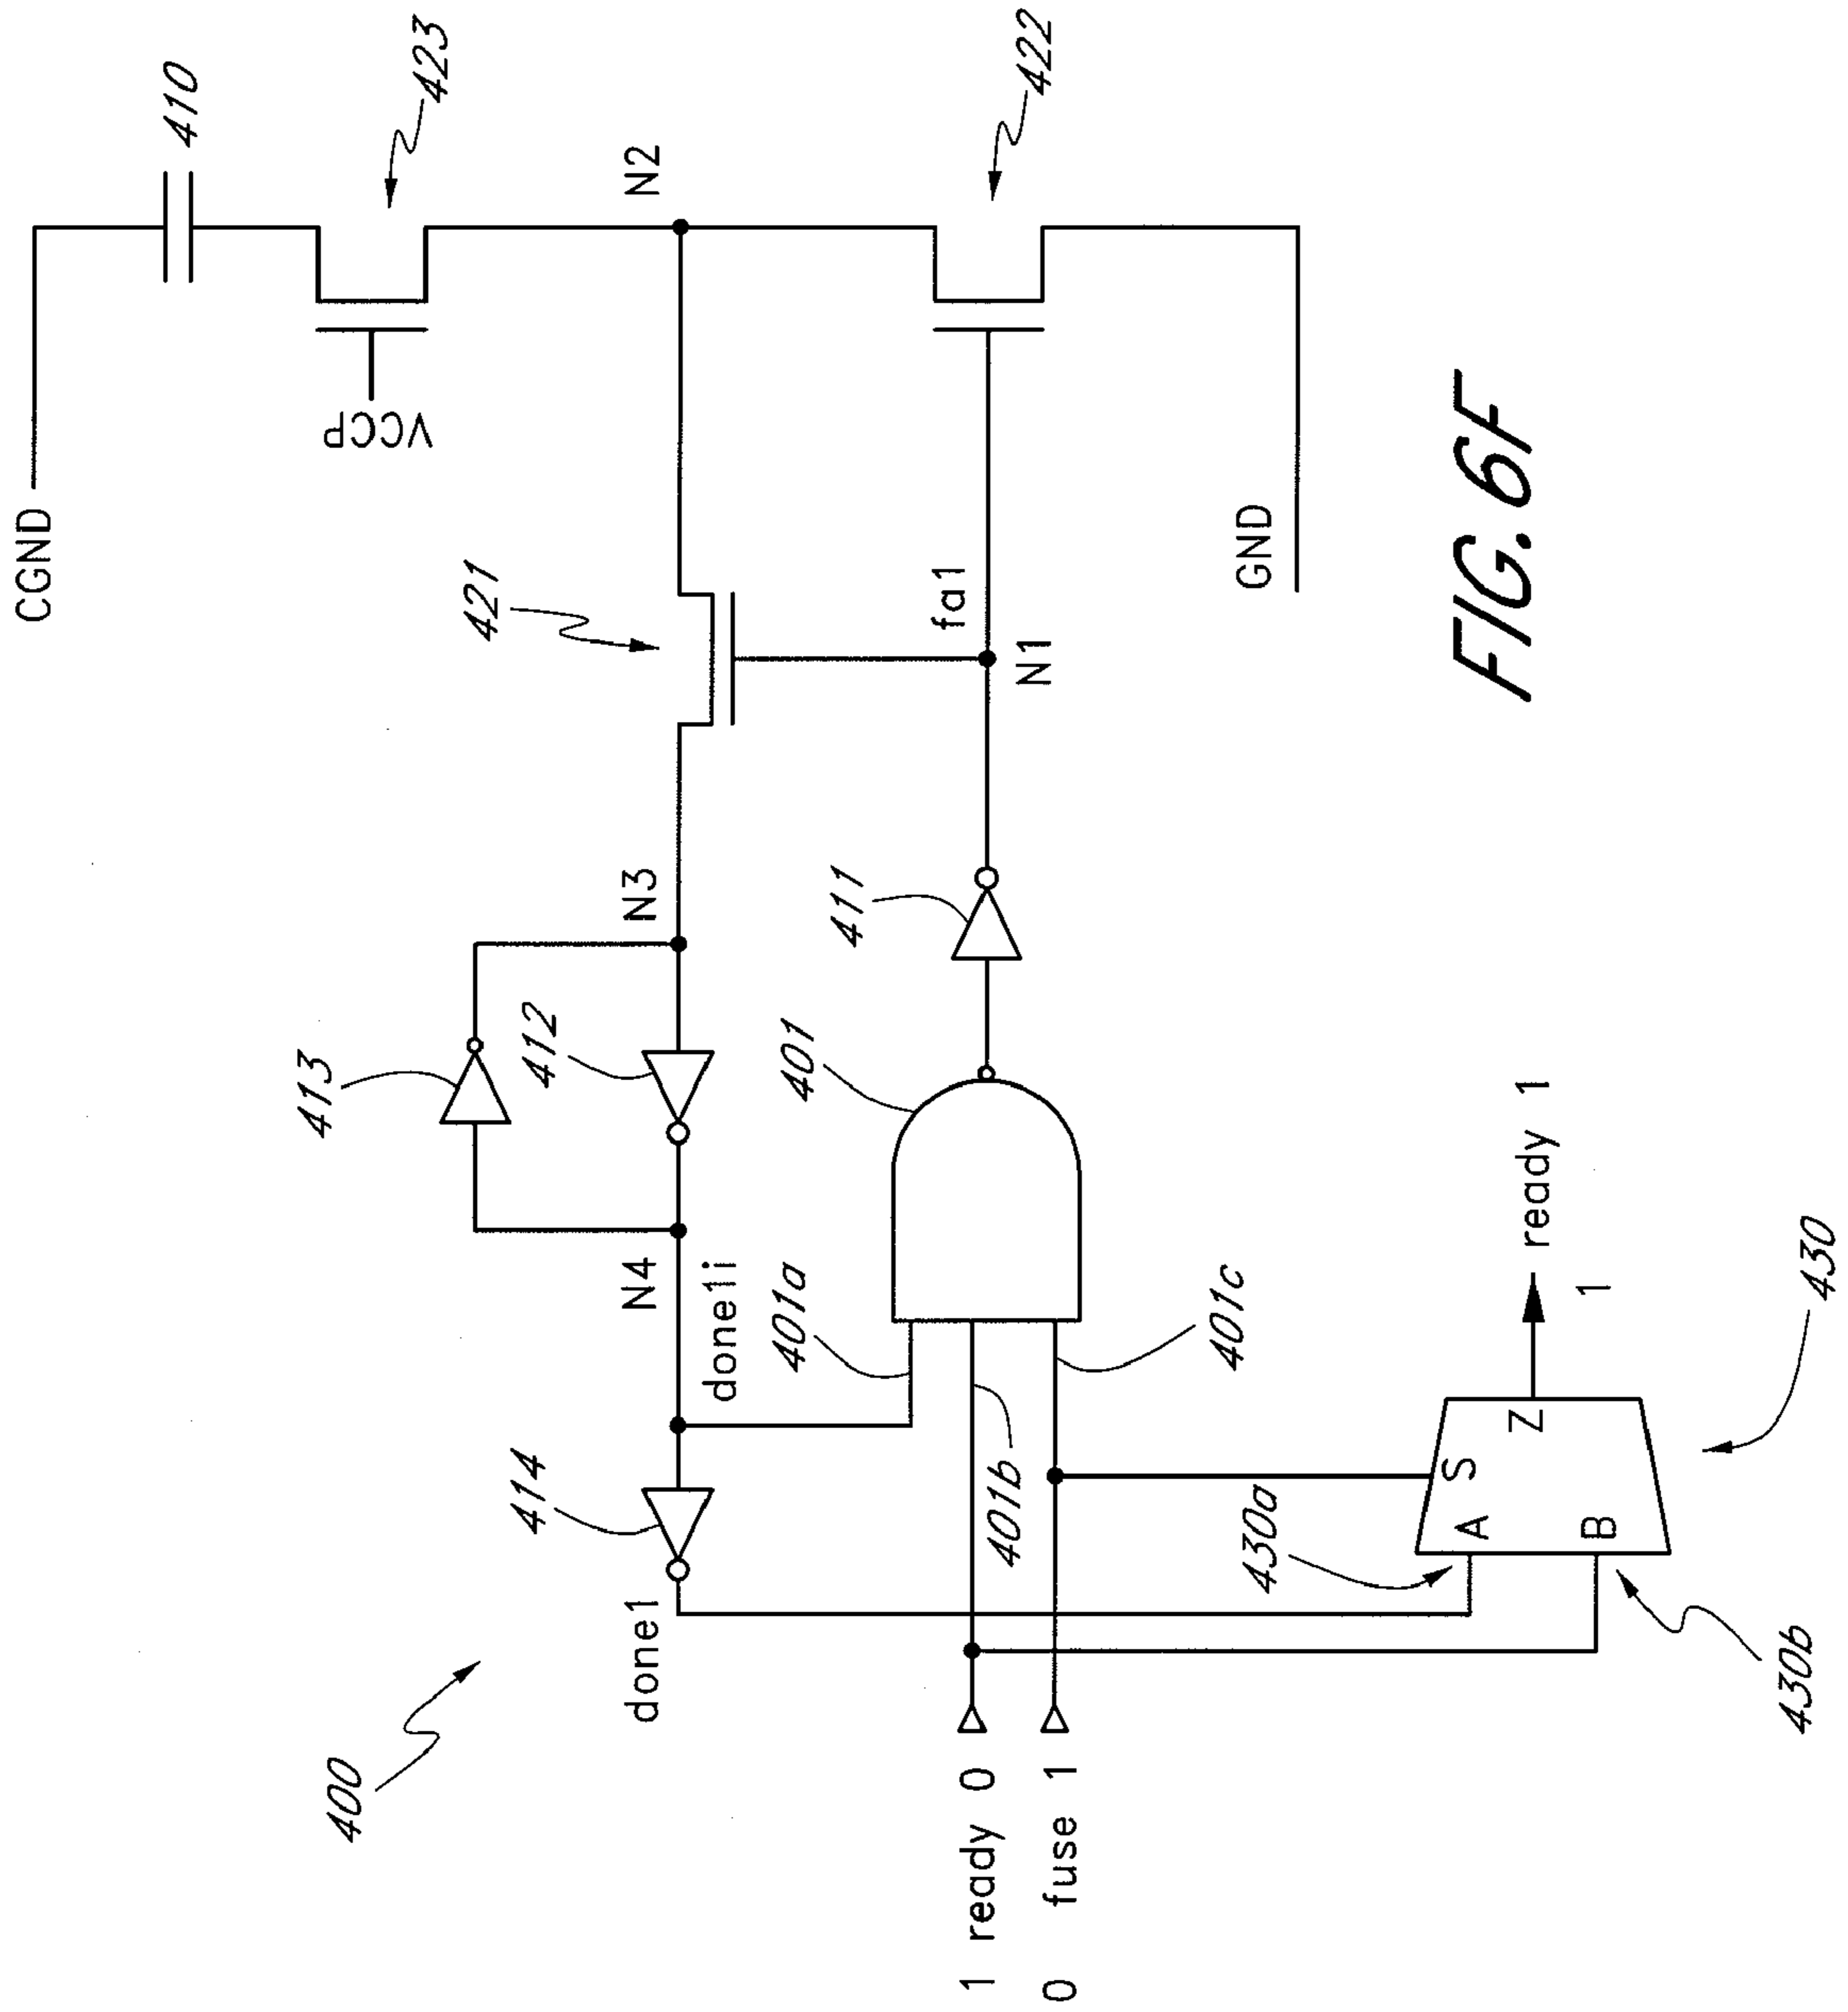 CGND
410
423
VCCP
N2
422
421
fa1
N1
GND
N3
413
412
411
401
N4
done1i
401a
401c
414
done1
401b
400
1 ready 0
0 fuse 1
430a
430b
A
B
S
Z
ready 1
1
430
FIG. 6F